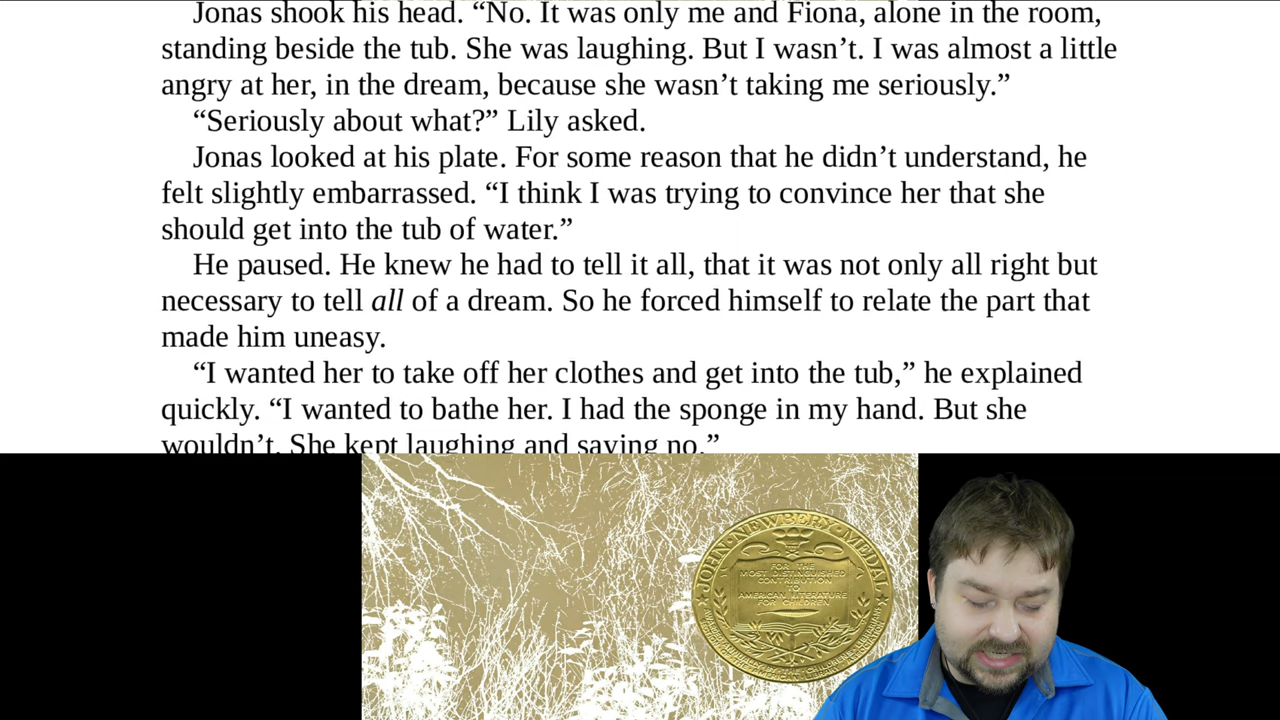 Jonas shook his head. “No. It was only me and Fiona, alone in the room,
standing beside the tub. She was laughing. But I wasn’t. I was almost a little
angry at her, in the dream, because she wasn’t taking me seriously.”
“Seriously about what?” Lily asked.
Jonas looked at his plate. For some reason that he didn’t understand, he
felt slightly embarrassed. “I think I was trying to convince her that she
should get into the tub of water.”
He paused. He knew he had to tell it all, that it was not only all right but
necessary to tell all of a dream. So he forced himself to relate the part that
made him uneasy.
“I wanted her to take off her clothes and get into the tub,” he explained
quickly. “I wanted to bathe her. I had the sponge in my hand. But she
wouldn’t. She kept laughing and saying no.”
JOHN NEWBERY MEDAL
FOR THE
MOST DISTINGUISHED
CONTRIBUTION
TO
AMERICAN LITERATURE
FOR CHILDREN